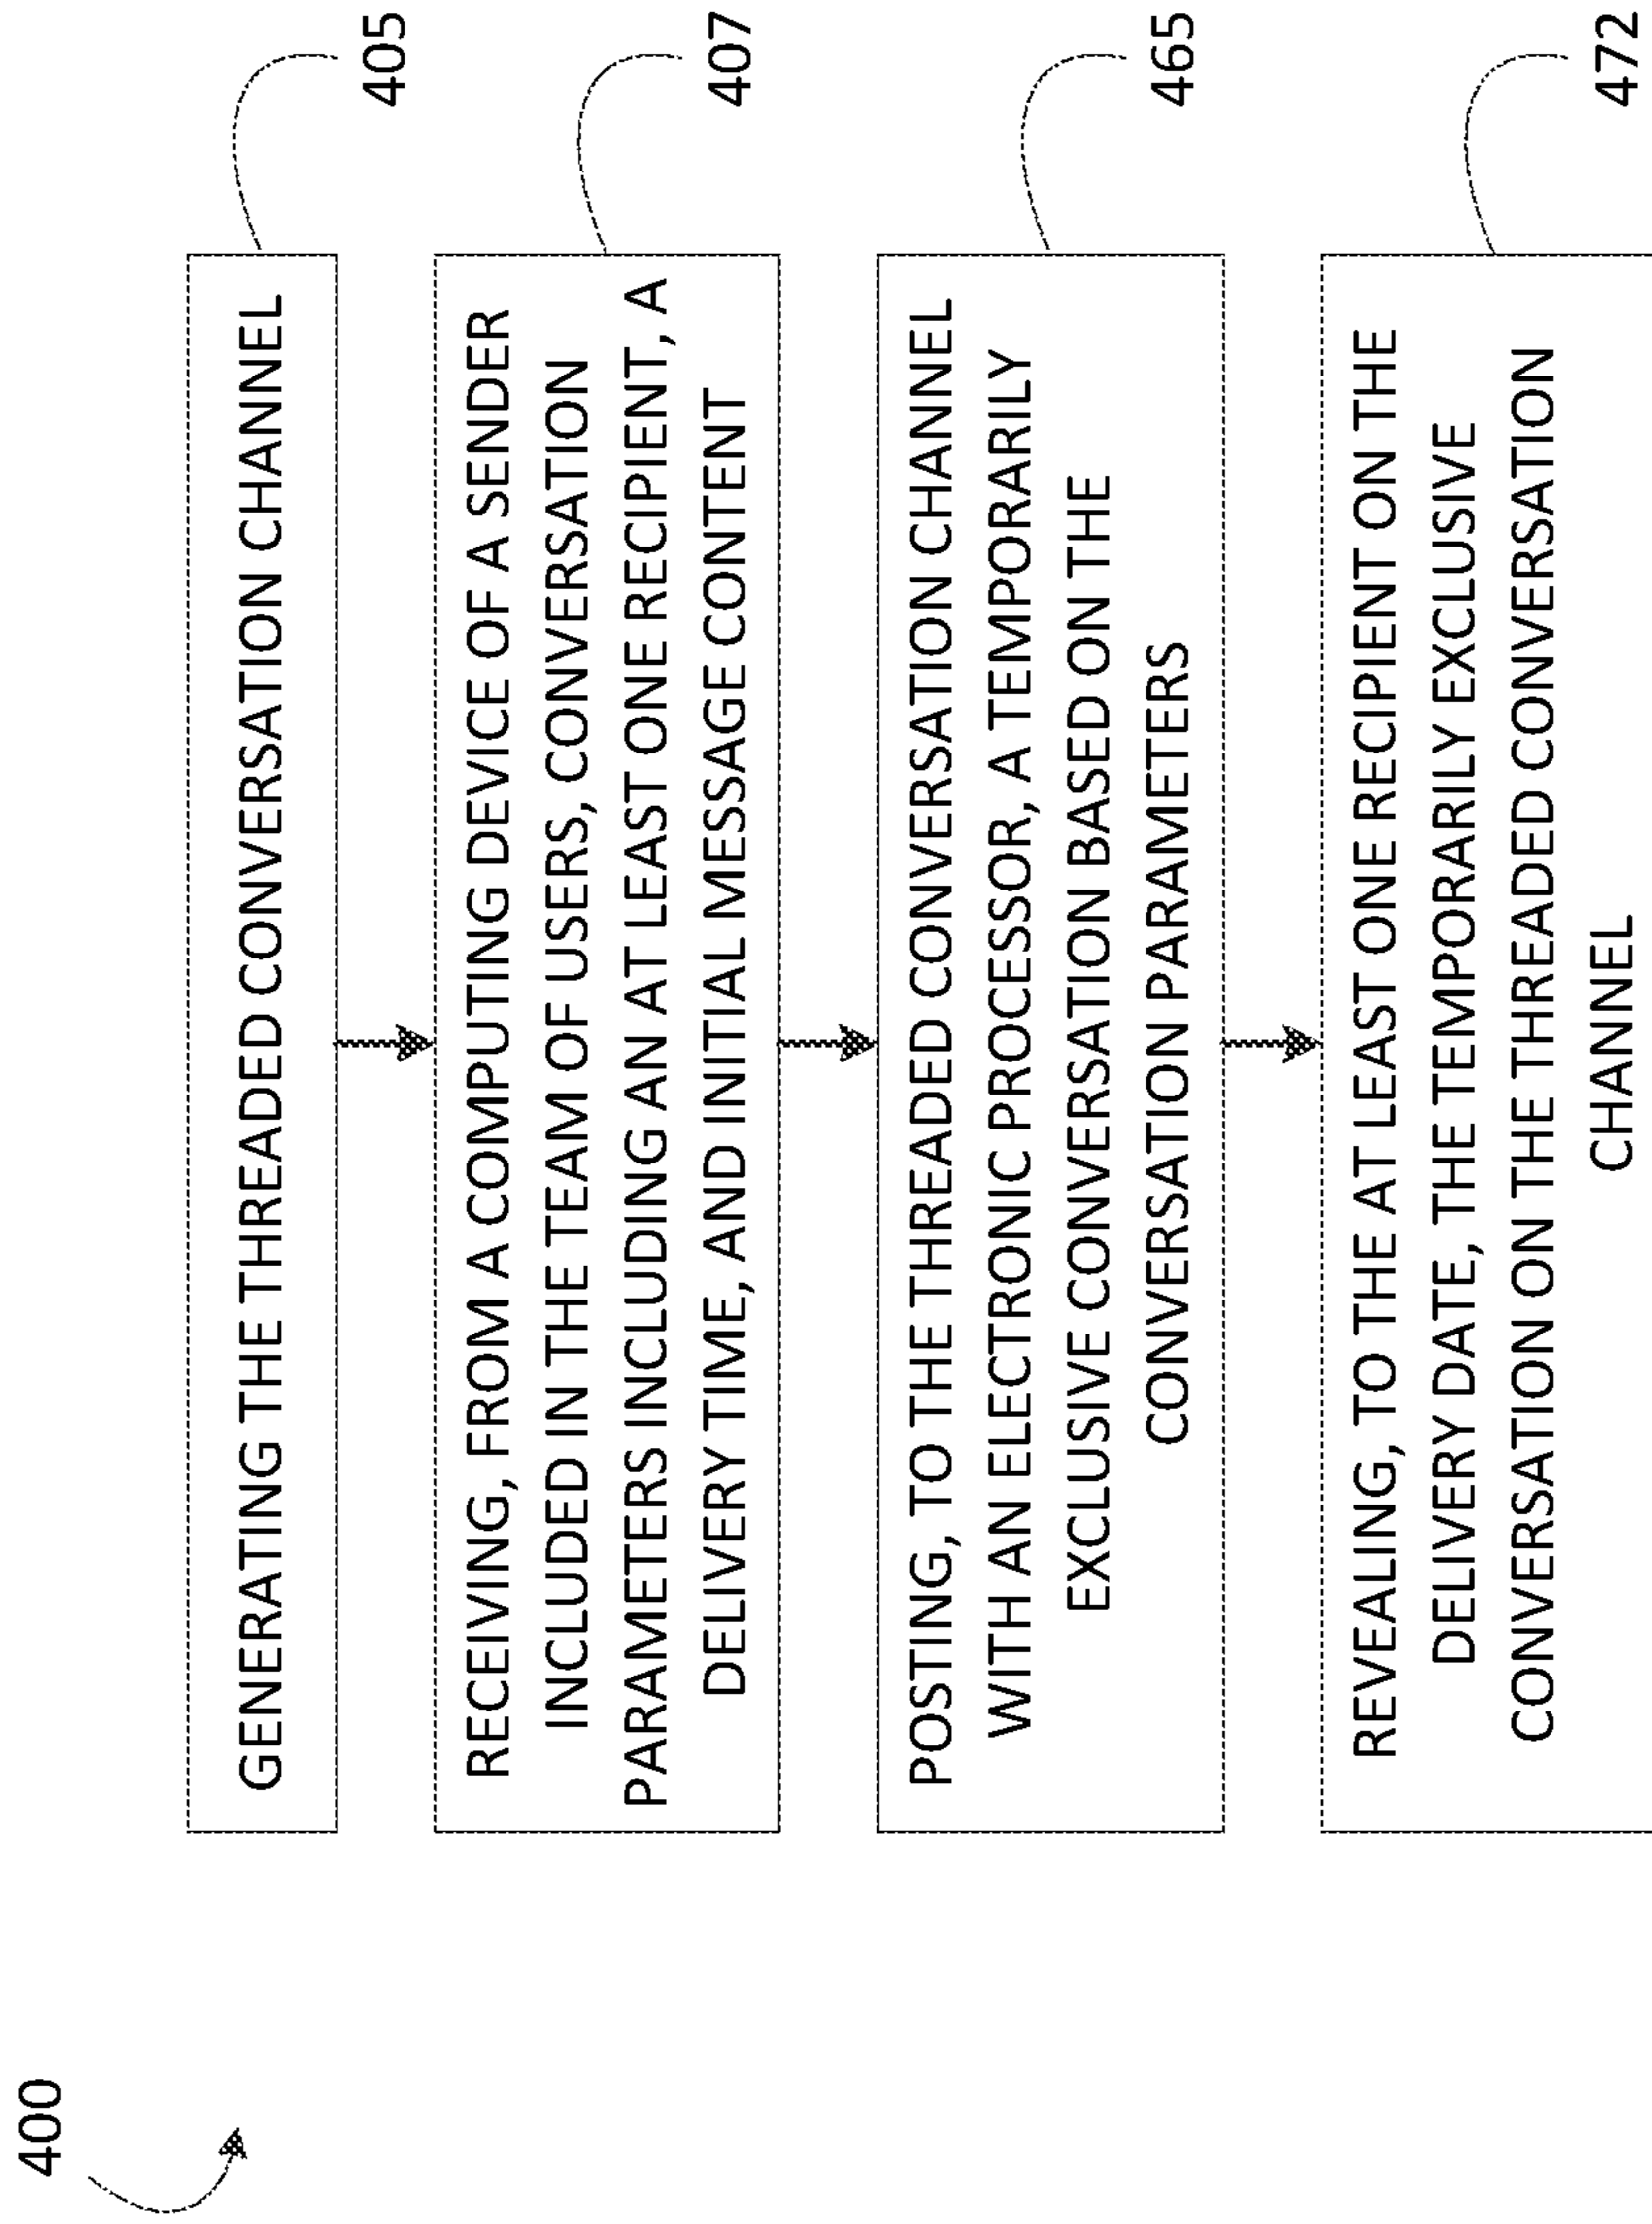 400
GENERATING THE THREADED CONVERSATION CHANNEL
405
RECEIVING, FROM A COMPUTING DEVICE OF A SENDER
INCLUDED IN THE TEAM OF USERS, CONVERSATION
PARAMETERS INCLUDING AN AT LEAST ONE RECIPIENT, A
DELIVERY TIME, AND INITIAL MESSAGE CONTENT
407
POSTING, TO THE THREADED CONVERSATION CHANNEL
WITH AN ELECTRONIC PROCESSOR, A TEMPORARILY
EXCLUSIVE CONVERSATION BASED ON THE
CONVERSATION PARAMETERS
465
REVEALING, TO THE AT LEAST ONE RECIPIENT ON THE
DELIVERY DATE, THE TEMPORARILY EXCLUSIVE
CONVERSATION ON THE THREADED CONVERSATION
CHANNEL
472